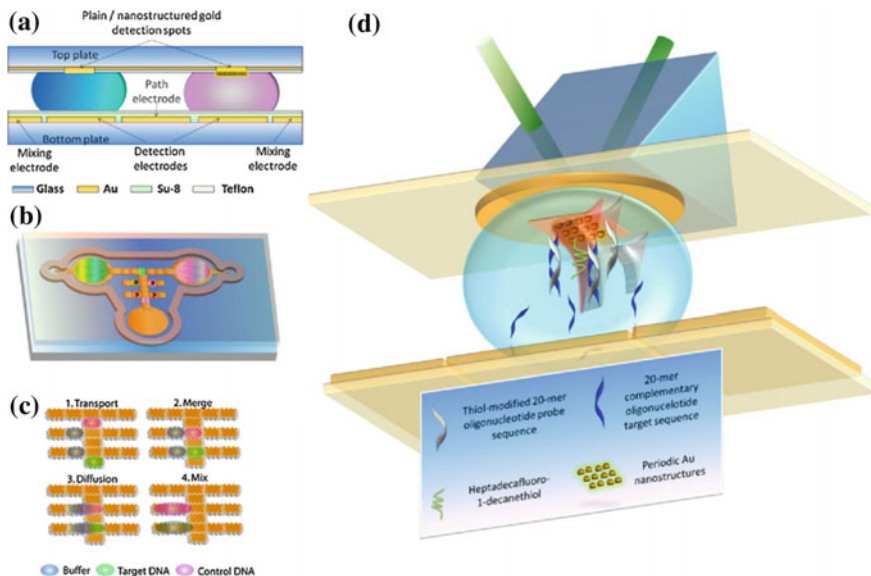 (a)
Plain / nanostructured gold
detection spots
Top plate
Path
electrode
Bottom plate
Mixing
electrode
Detection
electrodes
Mixing
electrode
Glass Au Su-8 Teflon
(b)
(c)
1.Transport 2.Merge
3.Diffusion 4.Mix
Buffer Target DNA Control DNA
(d)
Thiol-modified 20-mer
oligonucleotide probe
sequence
20-mer
complementary
oligonucelotide
target sequence
Heptadecafluoro-
1-decanethiol
Periodic Au
nanostructures